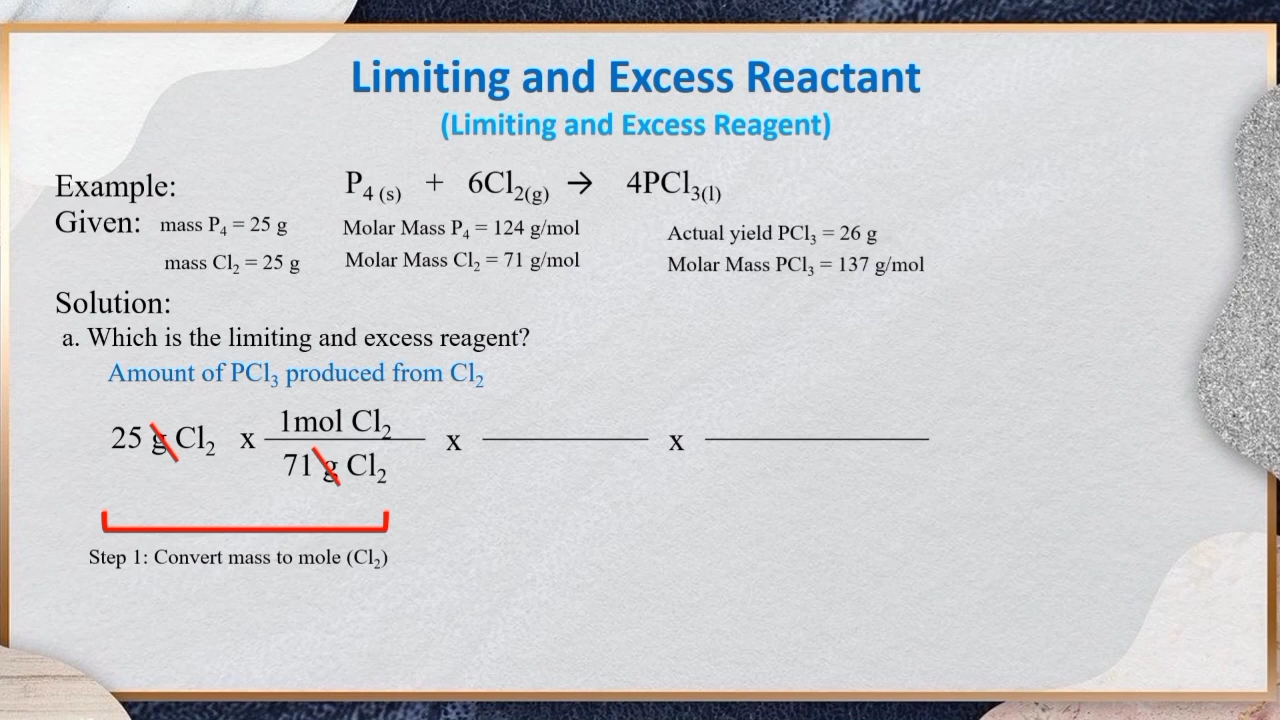 Limiting and Excess Reactant
(Limiting and Excess Reagent)
Example: P₄ (s) + 6Cl₂(g) → 4PCl₃(l)
Given: mass P₄ = 25 g Molar Mass P₄ = 124 g/mol Actual yield PCl₃ = 26 g
mass Cl₂ = 25 g Molar Mass Cl₂ = 71 g/mol Molar Mass PCl₃ = 137 g/mol
Solution:
a. Which is the limiting and excess reagent?
Amount of PCl₃ produced from Cl₂
1mol Cl₂
25 g Cl₂ x x x
71 g Cl₂
Step 1: Convert mass to mole (Cl₂)